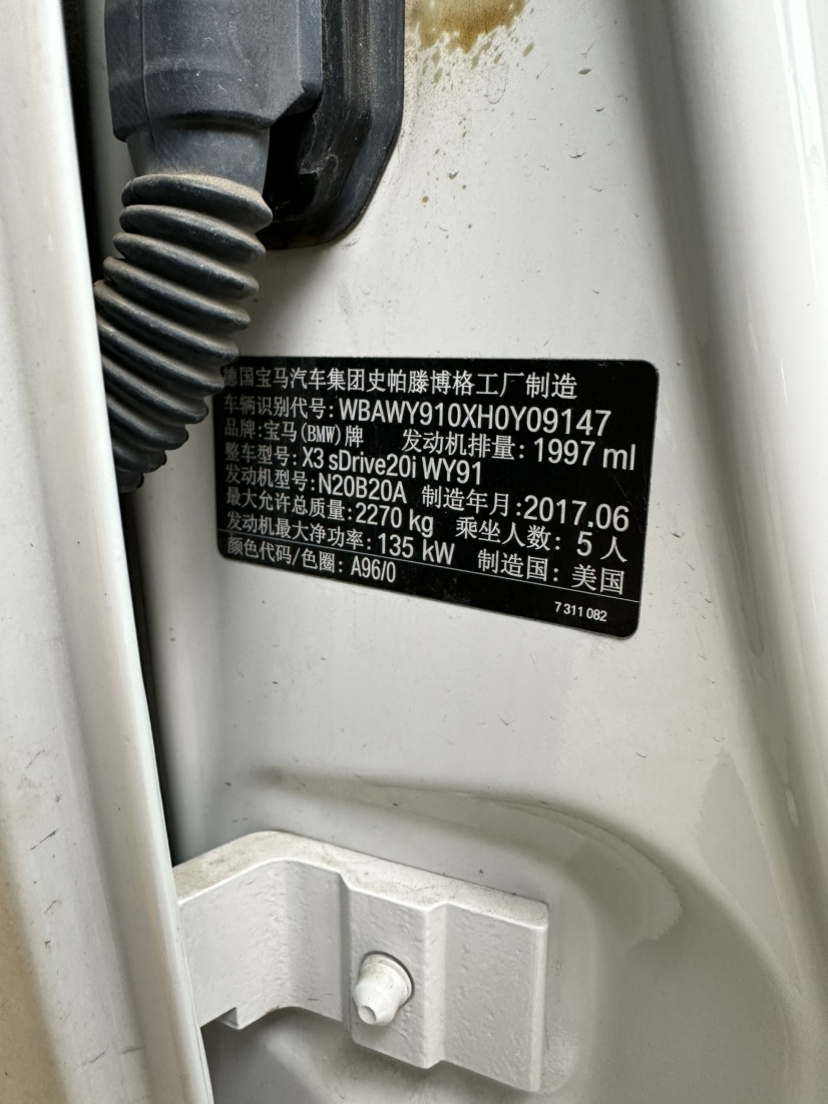 德国宝马汽车集团史帕滕博格工厂制造
车辆识别代号: WBAWY910XH0Y09147
品牌: 宝马(BMW)牌 发动机排量: 1997 ml
整车型号: X3 sDrive20i WY91
发动机型号: N20B20A 制造年月: 2017.06
最大允许总质量: 2270 kg 乘坐人数: 5 人
发动机最大净功率: 135 kW 制造国: 美国
颜色代码/色圈: A96/0
7 311 082